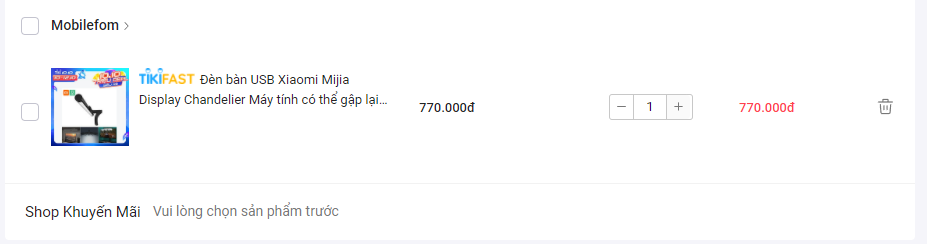 Mobilefom
TIKIFAST Đèn bàn USB Xiaomi Mijia
Display Chandelier Máy tính có thể gập lại...
770.000đ
1
770.000đ
Shop Khuyến Mãi Vui lòng chọn sản phẩm trước